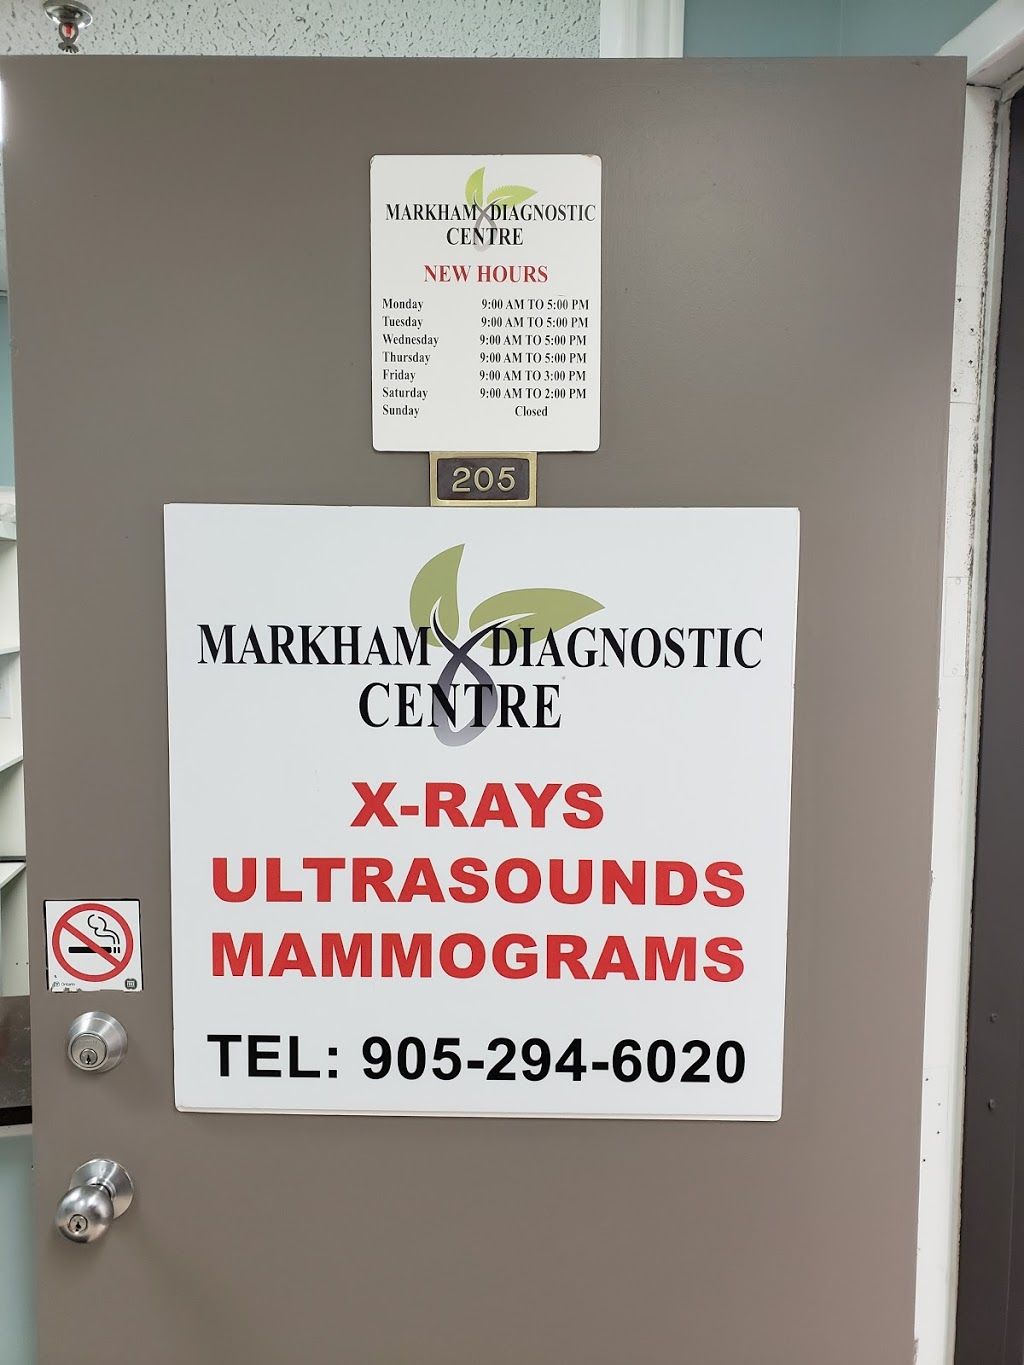 MARKHAM DIAGNOSTIC
CENTRE
NEW HOURS
Monday 9:00 AM TO 5:00 PM
Tuesday 9:00 AM TO 5:00 PM
Wednesday 9:00 AM TO 5:00 PM
Thursday 9:00 AM TO 5:00 PM
Friday 9:00 AM TO 3:00 PM
Saturday 9:00 AM TO 2:00 PM
Sunday Closed
205
MARKHAM DIAGNOSTIC
CENTRE
X-RAYS
ULTRASOUNDS
MAMMOGRAMS
TEL: 905-294-6020
Ontario